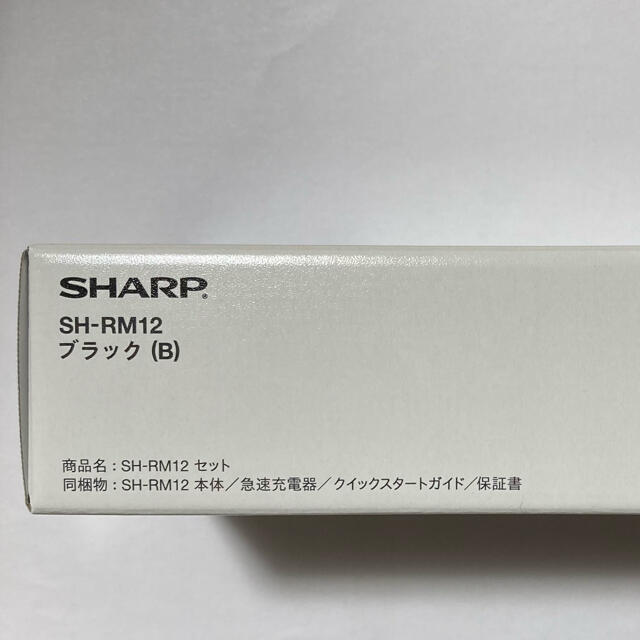 SHARP®
SH-RM12
ブラック (B)
商品名：SH-RM12 セット
同梱物：SH-RM12 本体／急速充電器／クイックスタートガイド／保証書